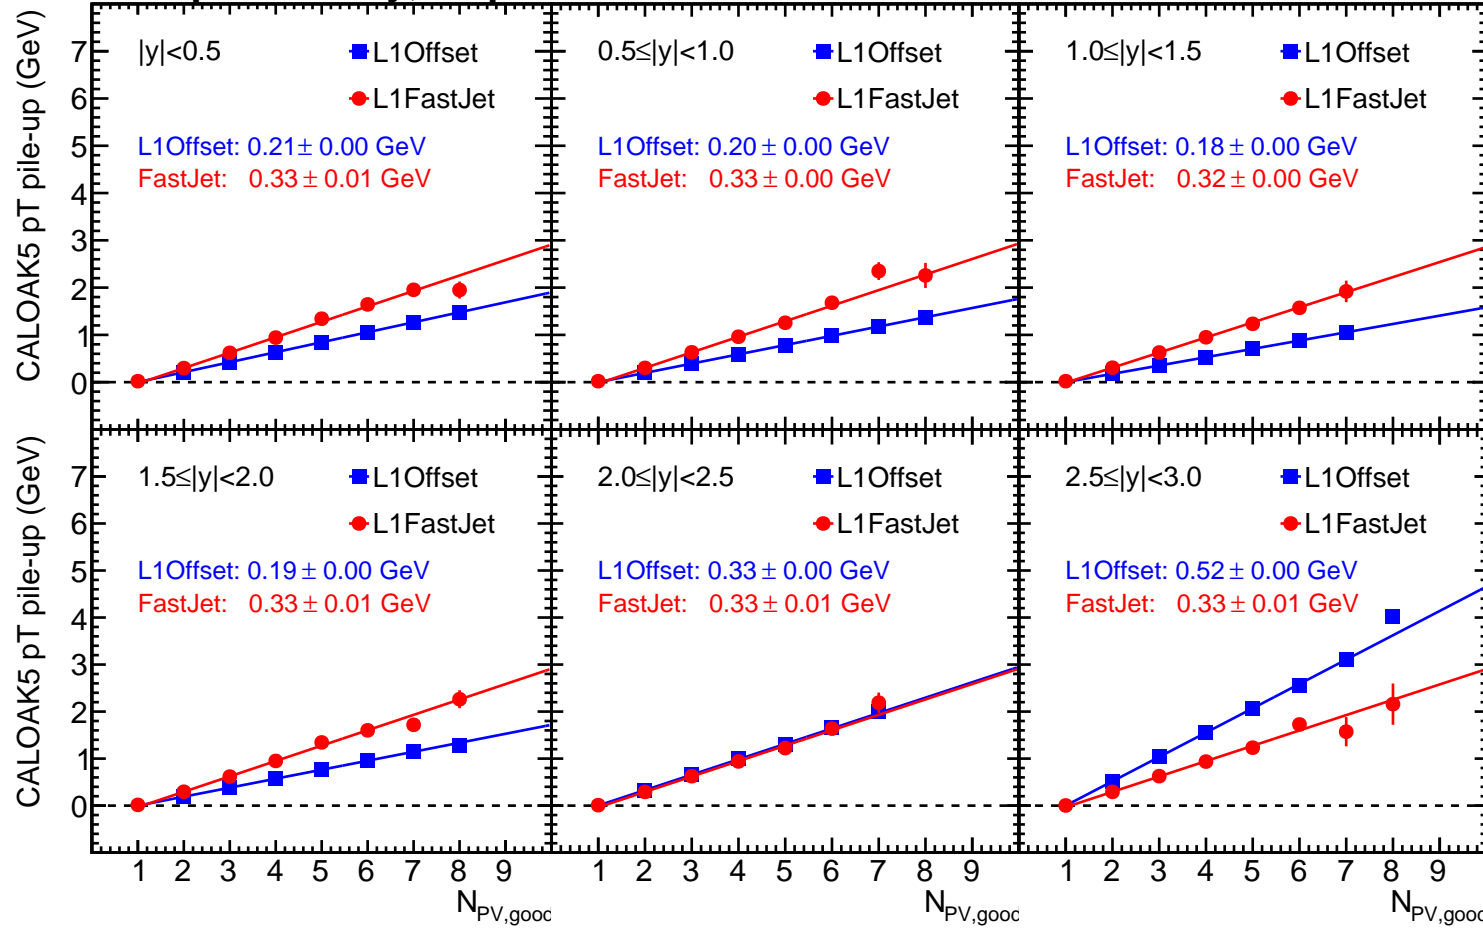 CALOAK5 pT pile-up (GeV)
7
6
5
4
3
2
1
0
|y|<0.5
L1Offset
L1FastJet
L1Offset: 0.21± 0.00 GeV
FastJet: 0.33 ± 0.01 GeV
0.5≤|y|<1.0
L1Offset
L1FastJet
L1Offset: 0.20 ± 0.00 GeV
FastJet: 0.33 ± 0.00 GeV
1.0≤|y|<1.5
L1Offset
L1FastJet
L1Offset: 0.18 ± 0.00 GeV
FastJet: 0.32 ± 0.00 GeV
CALOAK5 pT pile-up (GeV)
7
6
5
4
3
2
1
0
1.5≤|y|<2.0
L1Offset
L1FastJet
L1Offset: 0.19 ± 0.00 GeV
FastJet: 0.33 ± 0.01 GeV
1 2 3 4 5 6 7 8 9
N_PV,good
2.0≤|y|<2.5
L1Offset
L1FastJet
L1Offset: 0.33 ± 0.00 GeV
FastJet: 0.33 ± 0.01 GeV
1 2 3 4 5 6 7 8 9
N_PV,good
2.5≤|y|<3.0
L1Offset
L1FastJet
L1Offset: 0.52 ± 0.00 GeV
FastJet: 0.33 ± 0.01 GeV
1 2 3 4 5 6 7 8 9
N_PV,good